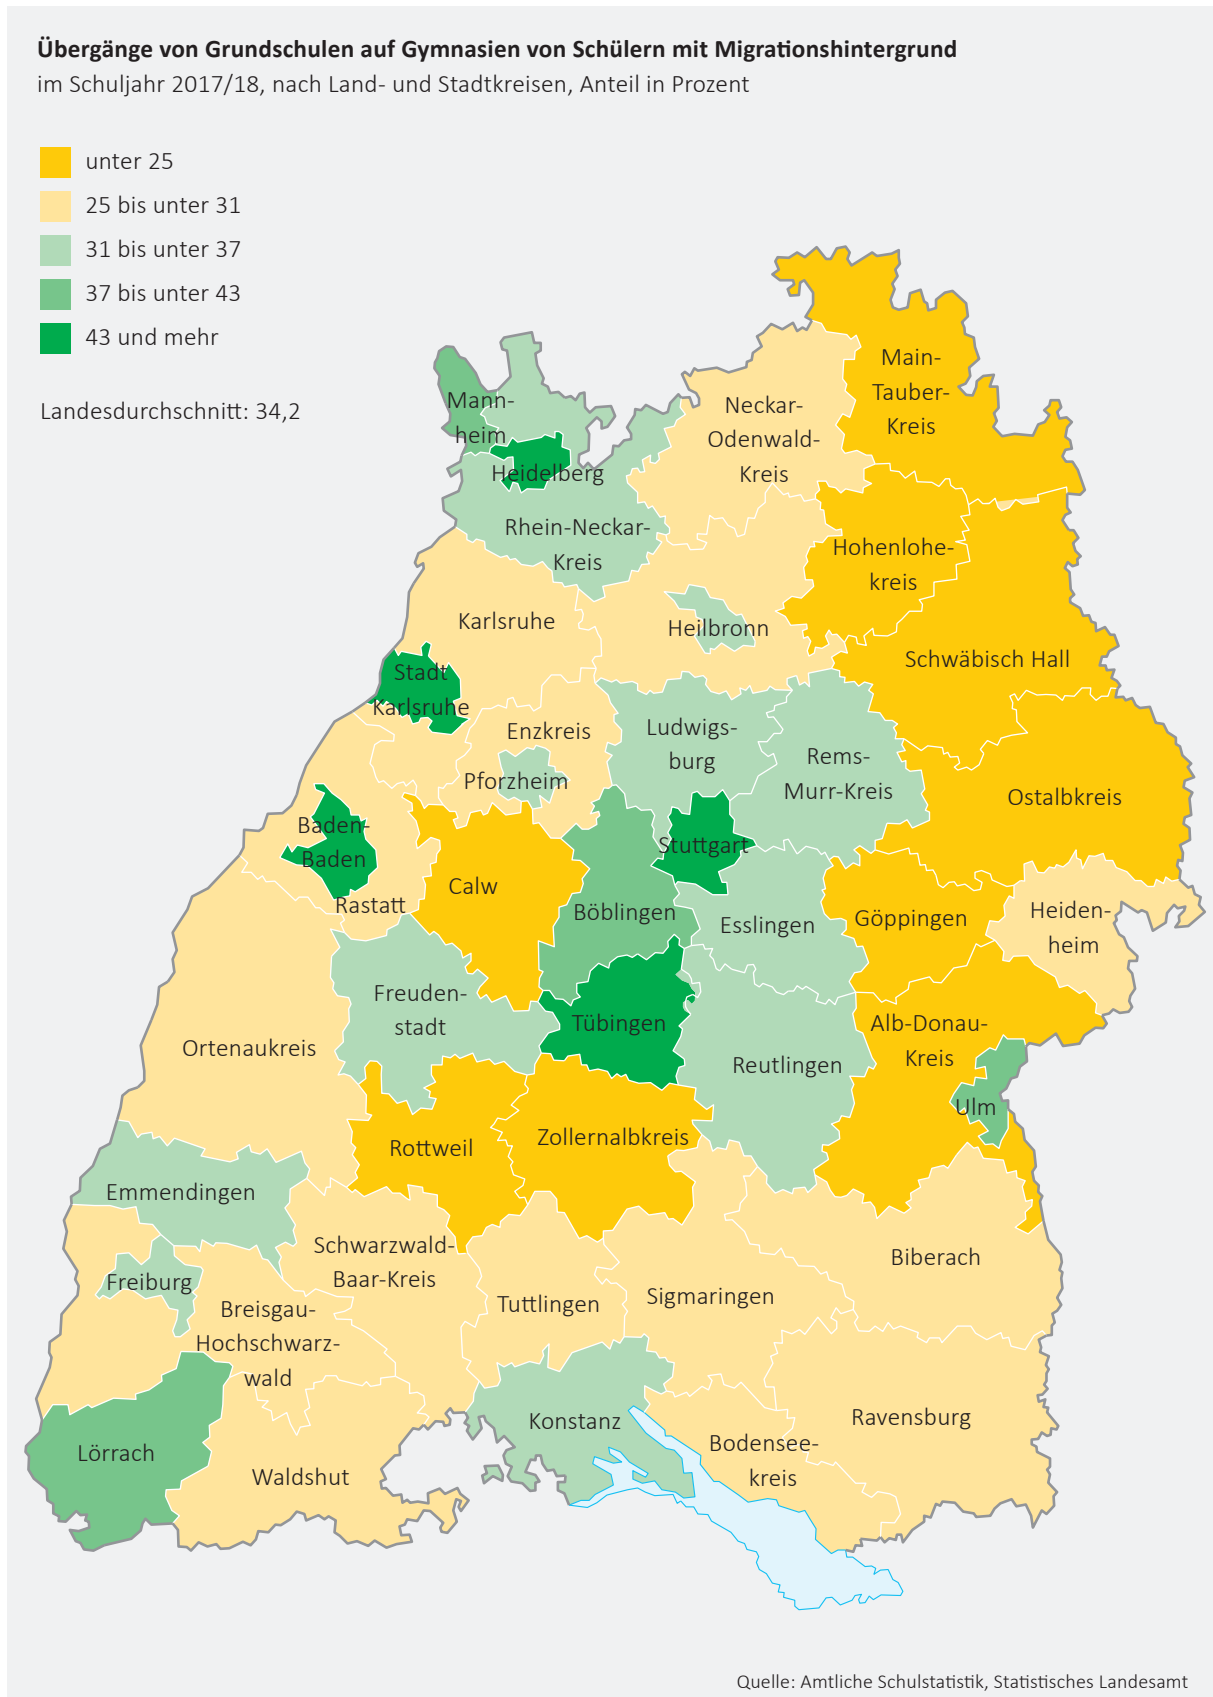 Übergänge von Grundschulen auf Gymnasien von Schülern mit Migrationshintergrund
im Schuljahr 2017/18, nach Land- und Stadtkreisen, Anteil in Prozent
unter 25
25 bis unter 31
31 bis unter 37
37 bis unter 43
43 und mehr
Landesdurchschnitt: 34,2
Main-
Tauber-
Kreis
Mann-
heim
Neckar-
Odenwald-
Kreis
Heidelberg
Rhein-Neckar-
Kreis
Hohenlohe-
kreis
Karlsruhe
Heilbronn
Schwäbisch Hall
Stadt
Karlsruhe
Enzkreis
Ludwigs-
burg
Rems-
Murr-Kreis
Pforzheim
Ostalbkreis
Baden-
Baden
Stuttgart
Calw
Rastatt
Böblingen
Esslingen
Göppingen
Heiden-
heim
Freuden-
stadt
Tübingen
Alb-Donau-
Kreis
Ortenaukreis
Reutlingen
Ulm
Rottweil
Zollernalbkreis
Emmendingen
Schwarzwald-
Baar-Kreis
Biberach
Freiburg
Breisgau-
Hochschwarz-
wald
Tuttlingen
Sigmaringen
Konstanz
Ravensburg
Bodensee-
kreis
Lörrach
Waldshut
Quelle: Amtliche Schulstatistik, Statistisches Landesamt